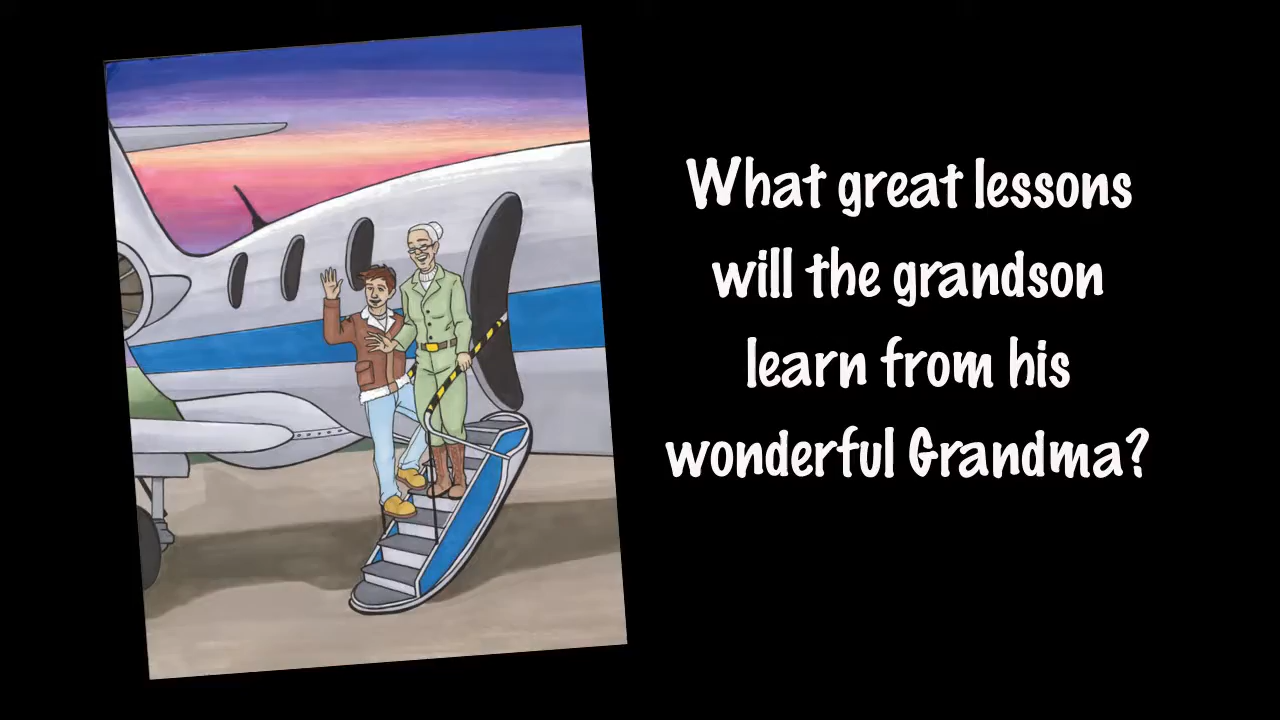 What great lessons
will the grandson
learn from his
wonderful Grandma?